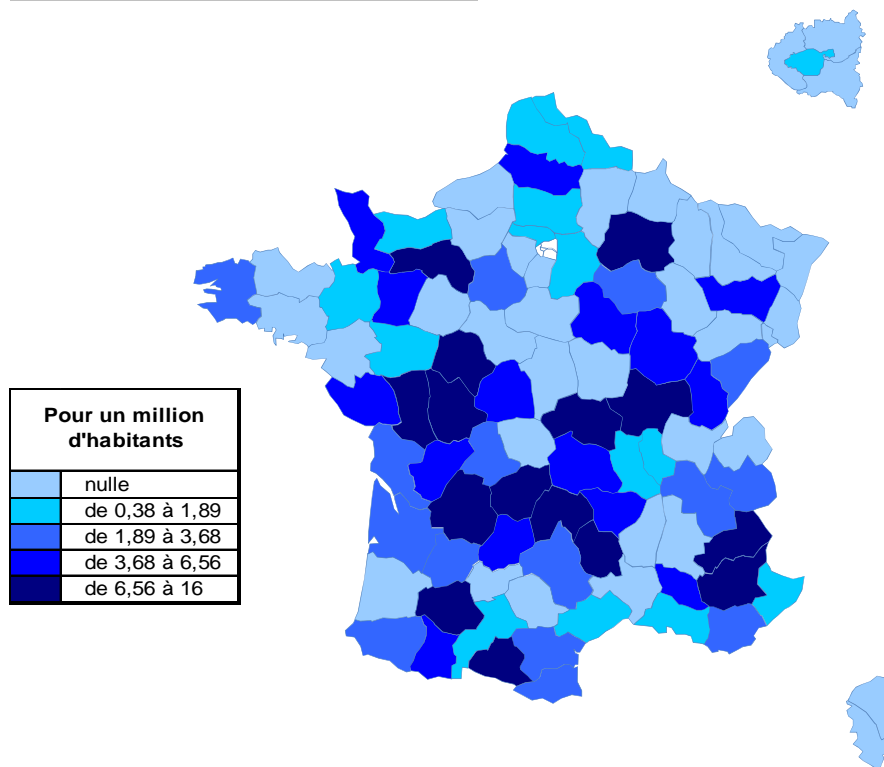 Pour un million
d'habitants
nulle
de 0,38 à 1,89
de 1,89 à 3,68
de 3,68 à 6,56
de 6,56 à 16